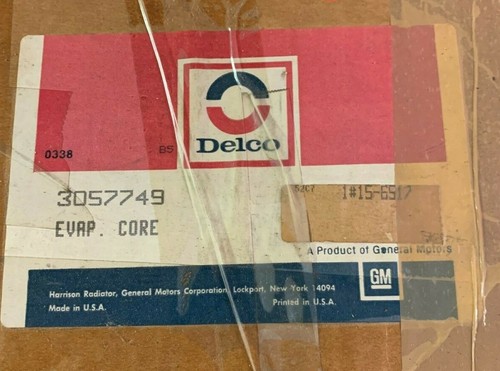 Delco
0338 B5
3057749
1#15-6517
EVAP. CORE
A Product of General Motors
GM
Harrison Radiator, General Motors Corporation, Lockport, New York 14094
Made in U.S.A. Printed in U.S.A.